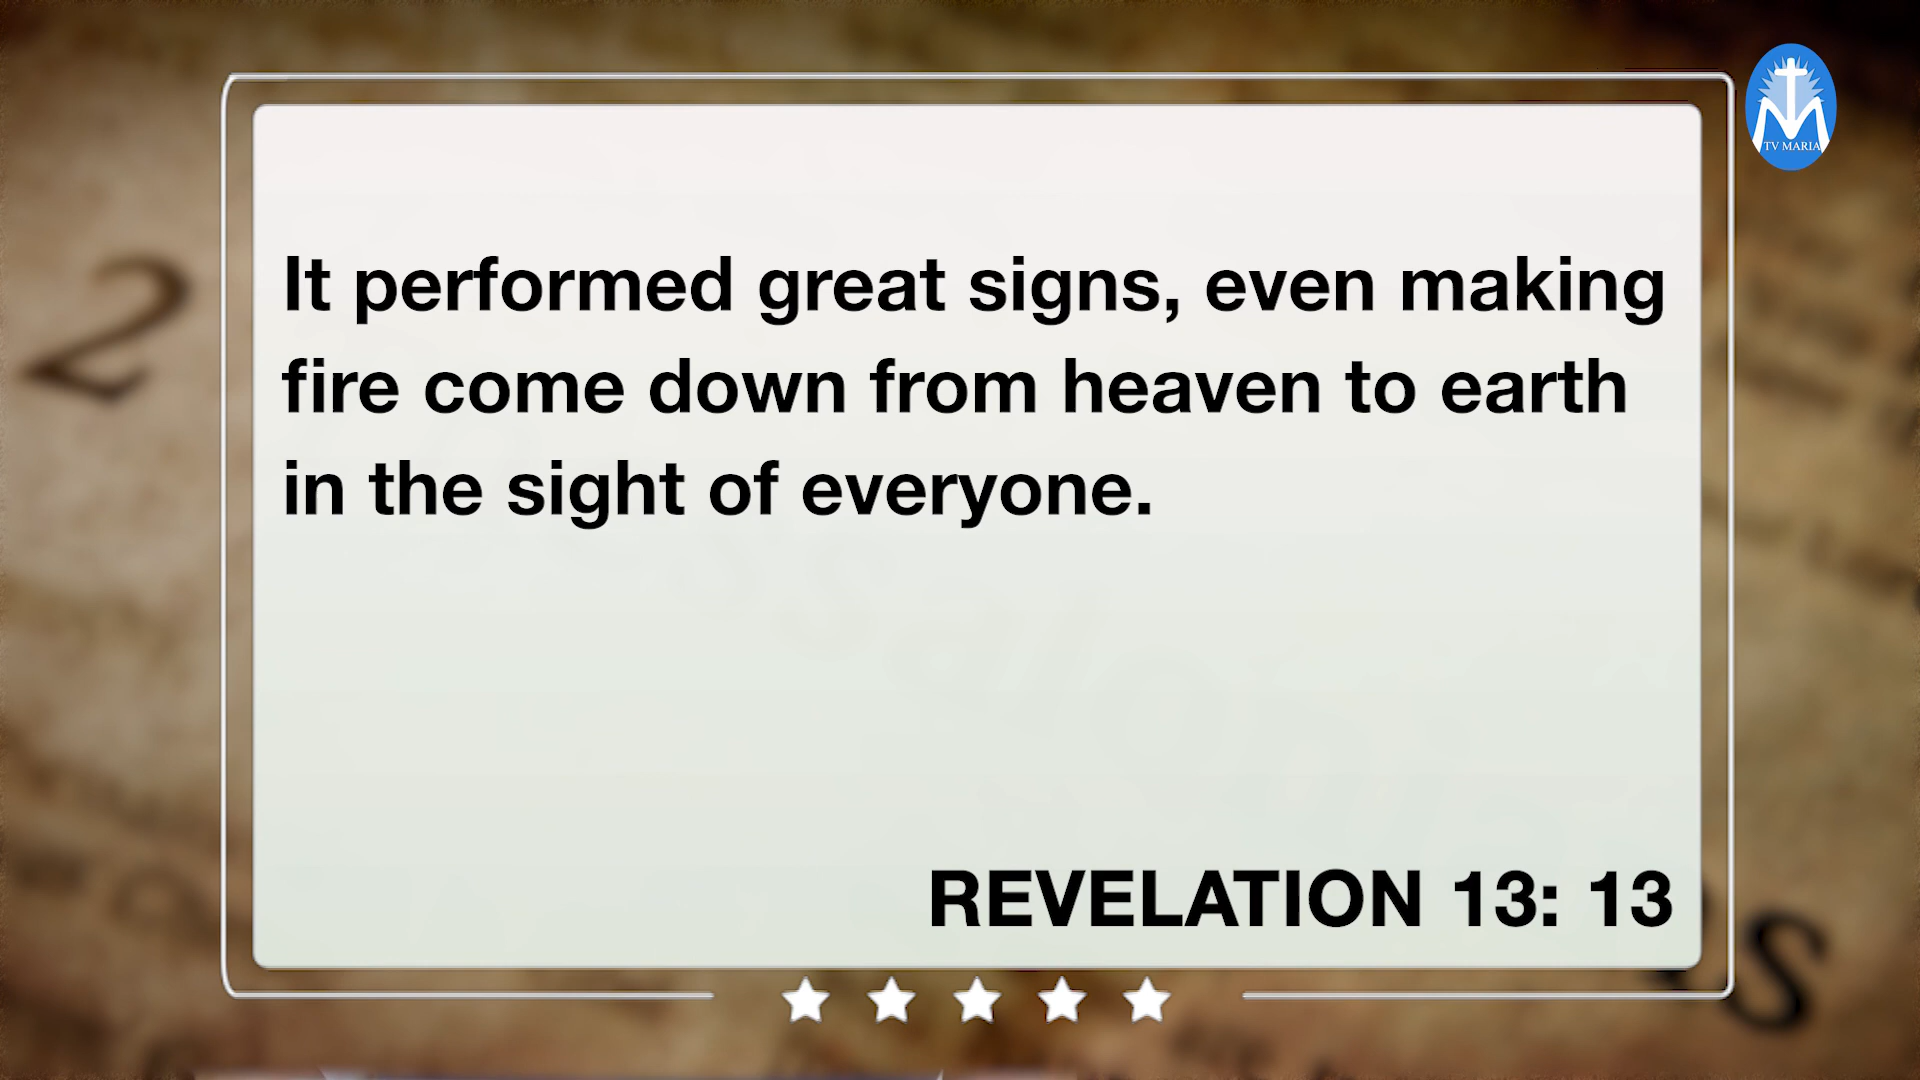 TV MARIA
2
It performed great signs, even making
fire come down from heaven to earth
in the sight of everyone.
REVELATION 13: 13